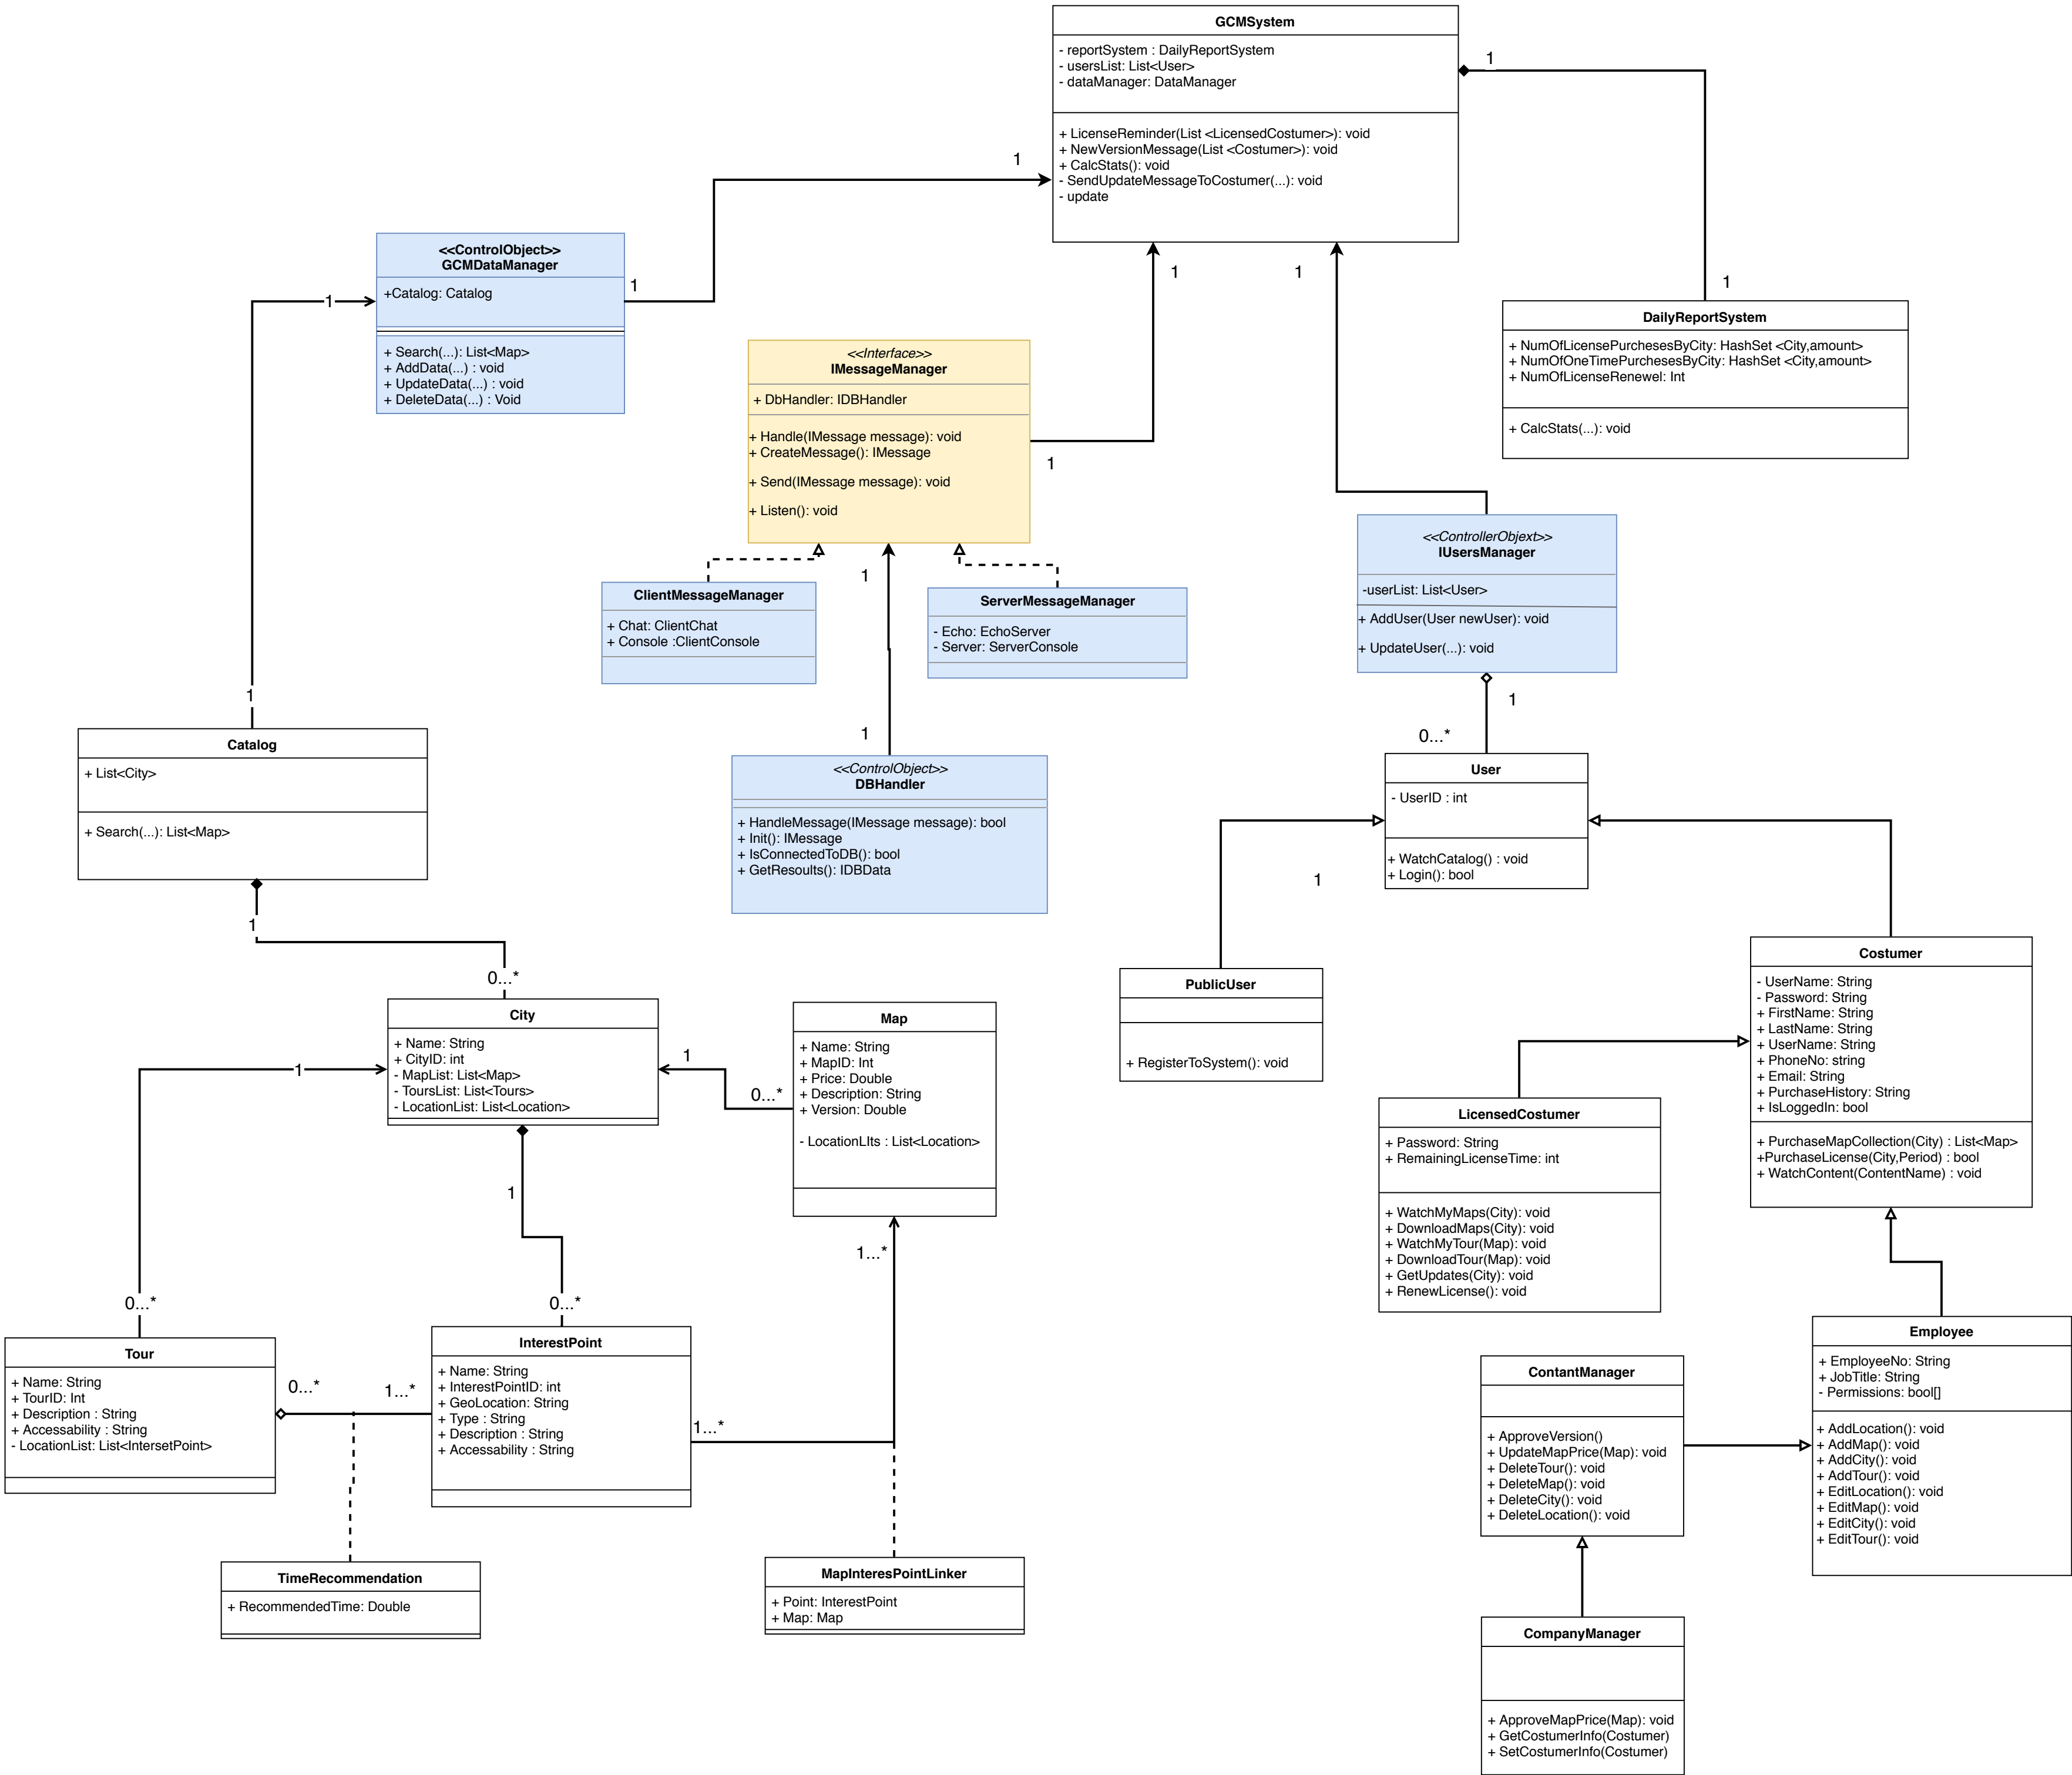 GCMSystem
- reportSystem : DailyReportSystem
- usersList: List<User>
- dataManager: DataManager
+ LicenseReminder(List <LicensedCostumer>): void
+ NewVersionMessage(List <Costumer>): void
+ CalcStats(): void
- SendUpdateMessageToCostumer(...): void
- update
1
1
1
1
1
<<ControlObject>>
GCMDataManager
+Catalog: Catalog
+ Search(...): List<Map>
+ AddData(...) : void
+ UpdateData(...) : void
+ DeleteData(...) : Void
1
1
DailyReportSystem
+ NumOfLicensePurchesesByCity: HashSet <City,amount>
+ NumOfOneTimePurchesesByCity: HashSet <City,amount>
+ NumOfLicenseRenewel: Int
+ CalcStats(...): void
<<Interface>>
IMessageManager
+ DbHandler: IDBHandler
+ Handle(IMessage message): void
+ CreateMessage(): IMessage
+ Send(IMessage message): void
+ Listen(): void
1
1
ClientMessageManager
+ Chat: ClientChat
+ Console :ClientConsole
ServerMessageManager
- Echo: EchoServer
- Server: ServerConsole
<<ControllerObjext>>
IUsersManager
-userList: List<User>
+ AddUser(User newUser): void
+ UpdateUser(...): void
1
0...*
1
1
Catalog
+ List<City>
+ Search(...): List<Map>
<<ControlObject>>
DBHandler
+ HandleMessage(IMessage message): bool
+ Init(): IMessage
+ IsConnectedToDB(): bool
+ GetResoults(): IDBData
User
- UserID : int
+ WatchCatalog() : void
+ Login(): bool
1
1
0...*
City
+ Name: String
+ CityID: int
- MapList: List<Map>
- ToursList: List<Tours>
- LocationList: List<Location>
1
1
0...*
Map
+ Name: String
+ MapID: Int
+ Price: Double
+ Description: String
+ Version: Double
- LocationLIts : List<Location>
PublicUser
+ RegisterToSystem(): void
Costumer
- UserName: String
- Password: String
+ FirstName: String
+ LastName: String
+ UserName: String
+ PhoneNo: string
+ Email: String
+ PurchaseHistory: String
+ IsLoggedIn: bool
+ PurchaseMapCollection(City) : List<Map>
+PurchaseLicense(City,Period) : bool
+ WatchContent(ContentName) : void
LicensedCostumer
+ Password: String
+ RemainingLicenseTime: int
+ WatchMyMaps(City): void
+ DownloadMaps(City): void
+ WatchMyTour(Map): void
+ DownloadTour(Map): void
+ GetUpdates(City): void
+ RenewLicense(): void
1
1...*
0...*
0...*
Tour
+ Name: String
+ TourID: Int
+ Description : String
+ Accessability : String
- LocationList: List<IntersetPoint>
0...*
1...*
InterestPoint
+ Name: String
+ InterestPointID: int
+ GeoLocation: String
+ Type : String
+ Description : String
+ Accessability : String
1...*
Employee
+ EmployeeNo: String
+ JobTitle: String
- Permissions: bool[]
+ AddLocation(): void
+ AddMap(): void
+ AddCity(): void
+ AddTour(): void
+ EditLocation(): void
+ EditMap(): void
+ EditCity(): void
+ EditTour(): void
ContantManager
+ ApproveVersion()
+ UpdateMapPrice(Map): void
+ DeleteTour(): void
+ DeleteMap(): void
+ DeleteCity(): void
+ DeleteLocation(): void
TimeRecommendation
+ RecommendedTime: Double
MapInteresPointLinker
+ Point: InterestPoint
+ Map: Map
CompanyManager
+ ApproveMapPrice(Map): void
+ GetCostumerInfo(Costumer)
+ SetCostumerInfo(Costumer)